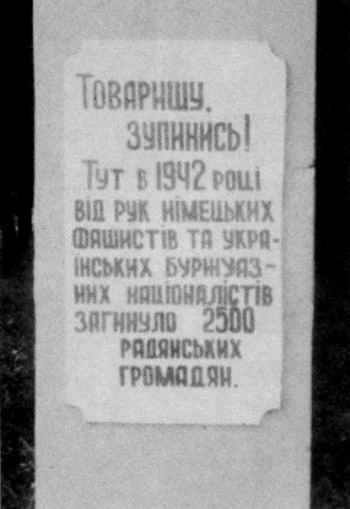 Товаришу,
зупинись!
Тут в 1942 році
від рук німецьких
фашистів та укра-
їнських буржуаз-
них націоналістів
загинуло 2500
радянських
громадян.